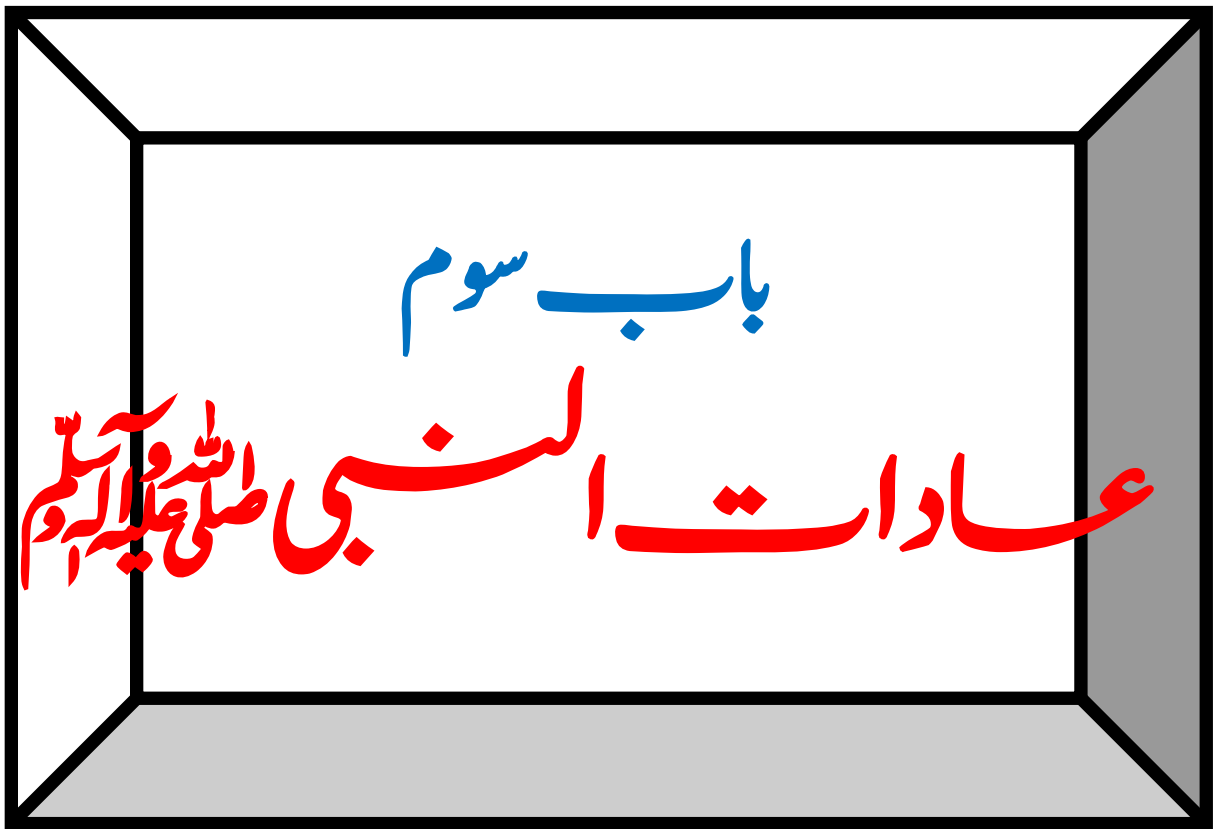 باب سوم
عادات النبی صلی اللہ علیہ وآلہ وسلم